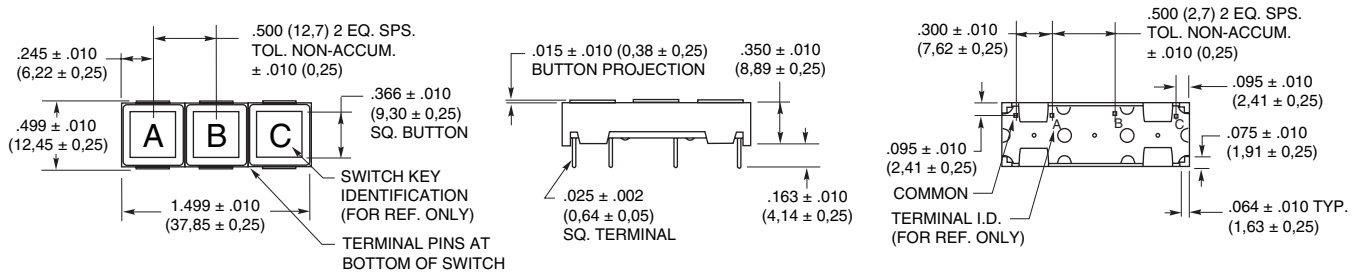 .500 (12,7) 2 EQ. SPS.
TOL. NON-ACCUM.
± .010 (0,25)
.245 ± .010
(6,22 ± 0,25)
.366 ± .010
(9,30 ± 0,25)
SQ. BUTTON
.499 ± .010
(12,45 ± 0,25)
A B C
SWITCH KEY
IDENTIFICATION
(FOR REF. ONLY)
1.499 ± .010
(37,85 ± 0,25)
TERMINAL PINS AT
BOTTOM OF SWITCH
.015 ± .010 (0,38 ± 0,25)
BUTTON PROJECTION
.350 ± .010
(8,89 ± 0,25)
.025 ± .002
(0,64 ± 0,05)
SQ. TERMINAL
.163 ± .010
(4,14 ± 0,25)
.300 ± .010
(7,62 ± 0,25)
.500 (2,7) 2 EQ. SPS.
TOL. NON-ACCUM.
± .010 (0,25)
.095 ± .010
(2,41 ± 0,25)
A B C
.075 ± .010
(1,91 ± 0,25)
.095 ± .010
(2,41 ± 0,25)
COMMON
TERMINAL I.D.
(FOR REF. ONLY)
.064 ± .010 TYP.
(1,63 ± 0,25)